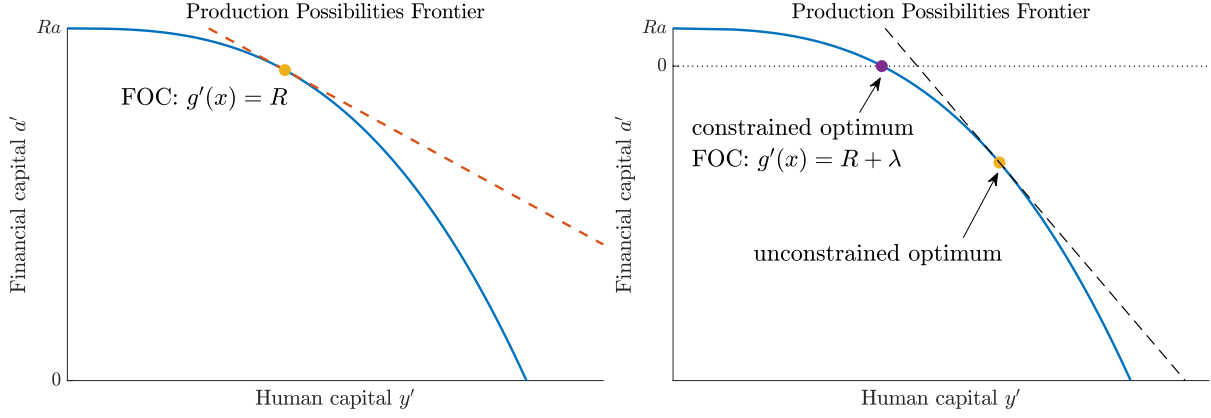 Production Possibilities Frontier
Ra
FOC: g′(x) = R
Financial capital a′
0
Human capital y′
Production Possibilities Frontier
Ra
0
constrained optimum
FOC: g′(x) = R + λ
unconstrained optimum
Financial capital a′
Human capital y′